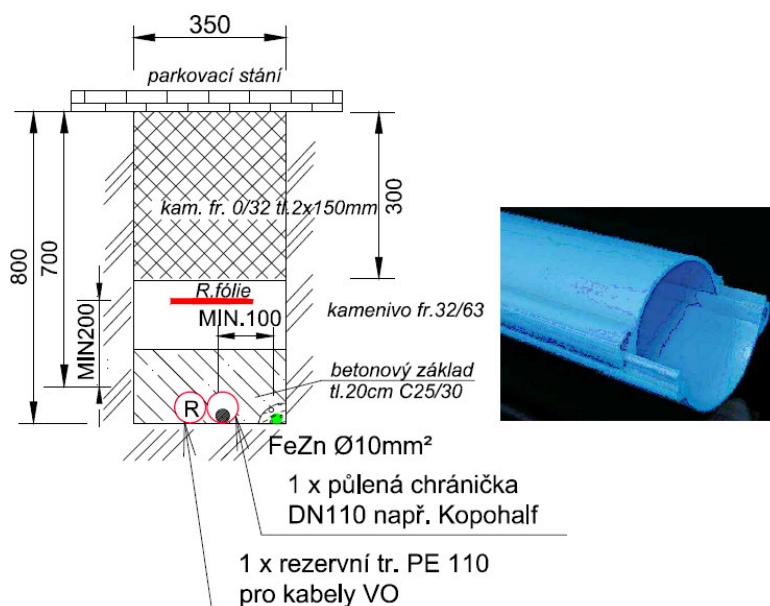 350
parkovací stání
kam. fr. 0/32 tl.2x150mm
300
800
700
R.fólie
MIN.100
kamenivo fr.32/63
MIN200
betonový základ
tl.20cm C25/30
R
FeZn Ø10mm²
1 x půlená chránička
DN110 např. Kopohalf
1 x rezervní tr. PE 110
pro kabely VO